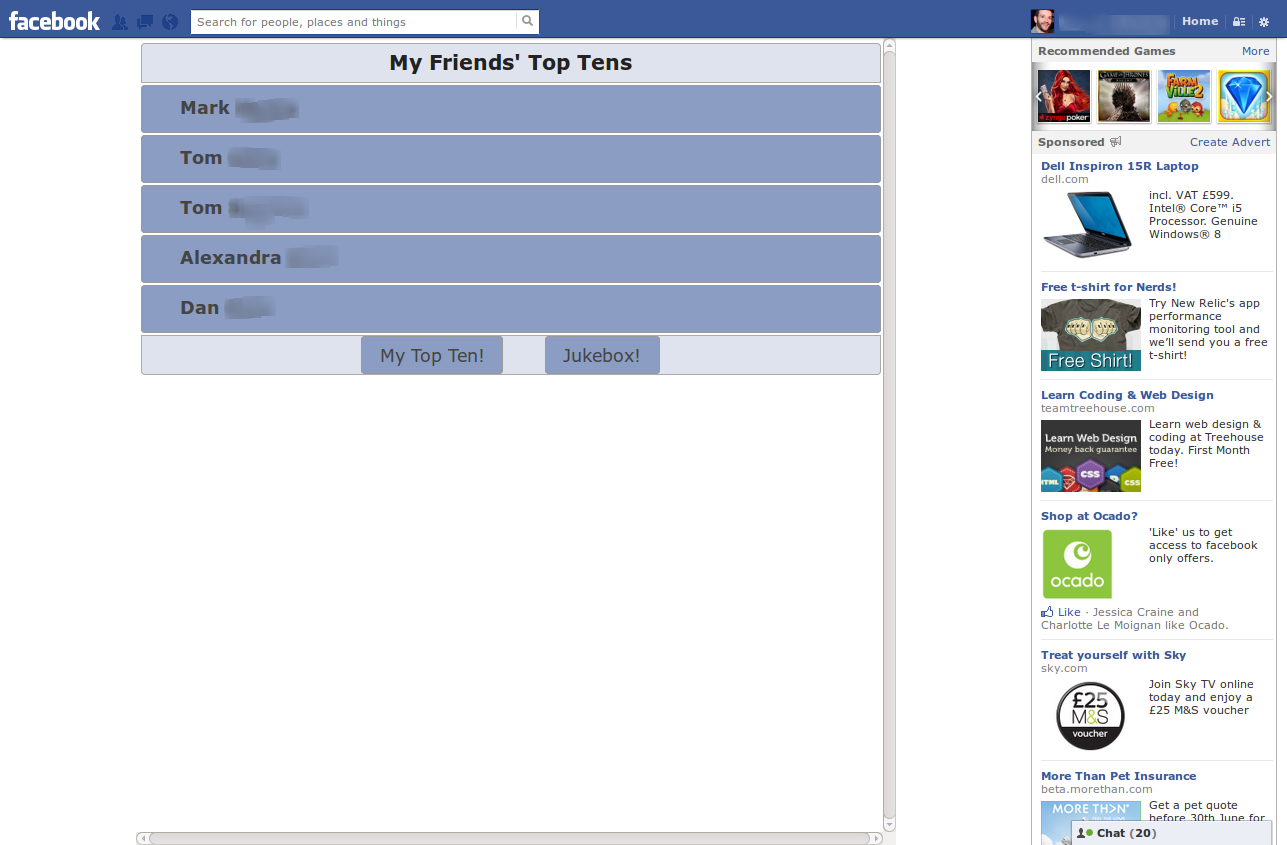 facebook
Search for people, places and things
Home
My Friends' Top Tens
Mark
Tom
Tom
Alexandra
Dan
My Top Ten! Jukebox!
Recommended Games More
zynga poker
GAME OF THRONES
FARM
VILLE 2
Sponsored Create Advert
Dell Inspiron 15R Laptop
dell.com
incl. VAT £599.
Intel® Core™ i5
Processor. Genuine
Windows® 8
Free t-shirt for Nerds!
Try New Relic's app
performance
monitoring tool and
we'll send you a free
t-shirt!
Free Shirt!
Learn Coding & Web Design
teamtreehouse.com
Learn web design &
coding at Treehouse
today. First Month
Free!
Learn Web Design
Money back guarantee
HTML CSS CSS
Shop at Ocado?
'Like' us to get
access to facebook
only offers.
ocado
Like · Jessica Craine and
Charlotte Le Moignan like Ocado.
Treat yourself with Sky
sky.com
Join Sky TV online
today and enjoy a
£25 M&S voucher
£25
M&S
voucher
More Than Pet Insurance
beta.morethan.com
Get a pet quote
before 30th June for
MORE TH>N
Chat (20)